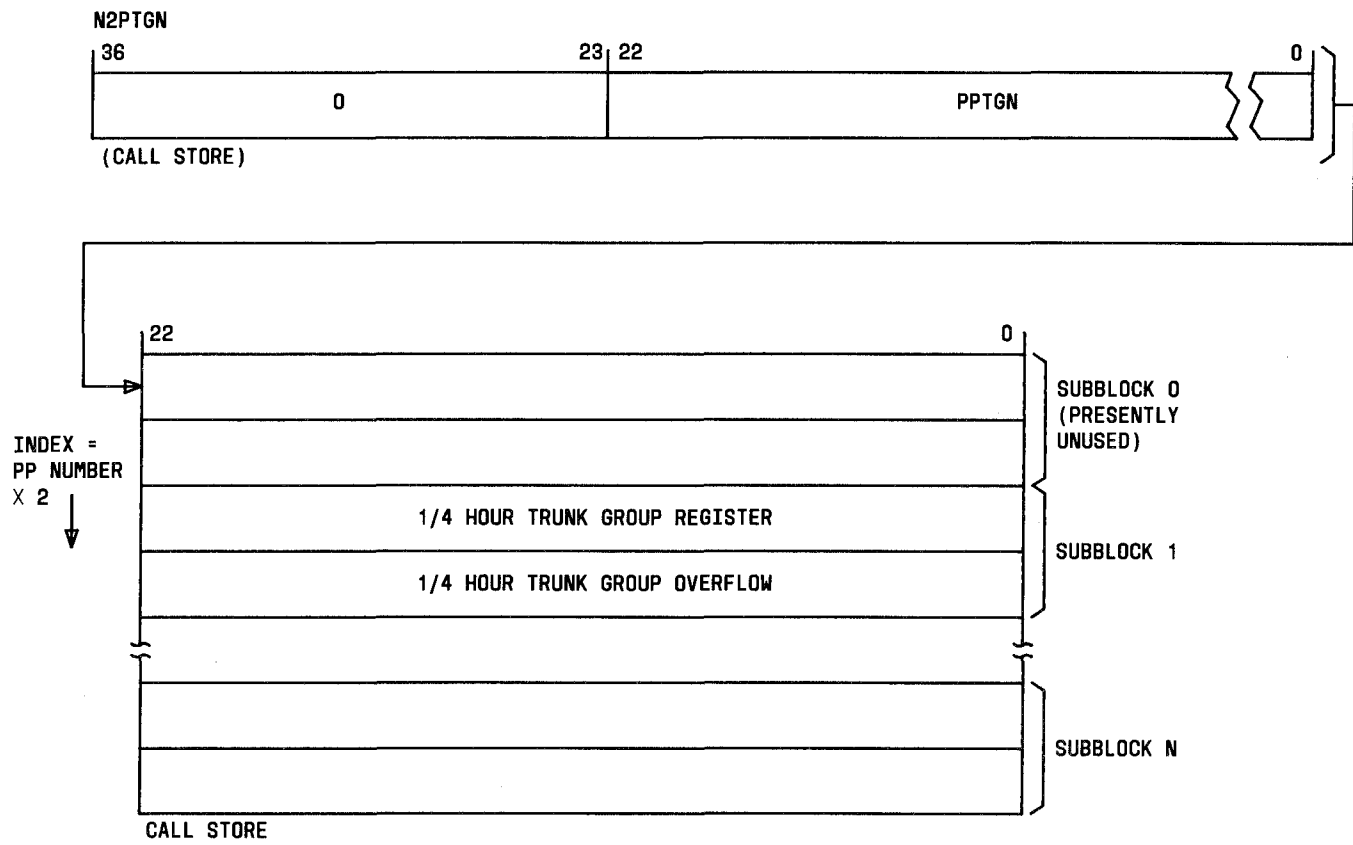 N2PTGN
36 23 22 0
0 PPTGN
(CALL STORE)
22 0
SUBBLOCK 0
(PRESENTLY
UNUSED)
INDEX =
PP NUMBER
X 2
1/4 HOUR TRUNK GROUP REGISTER
SUBBLOCK 1
1/4 HOUR TRUNK GROUP OVERFLOW
SUBBLOCK N
CALL STORE